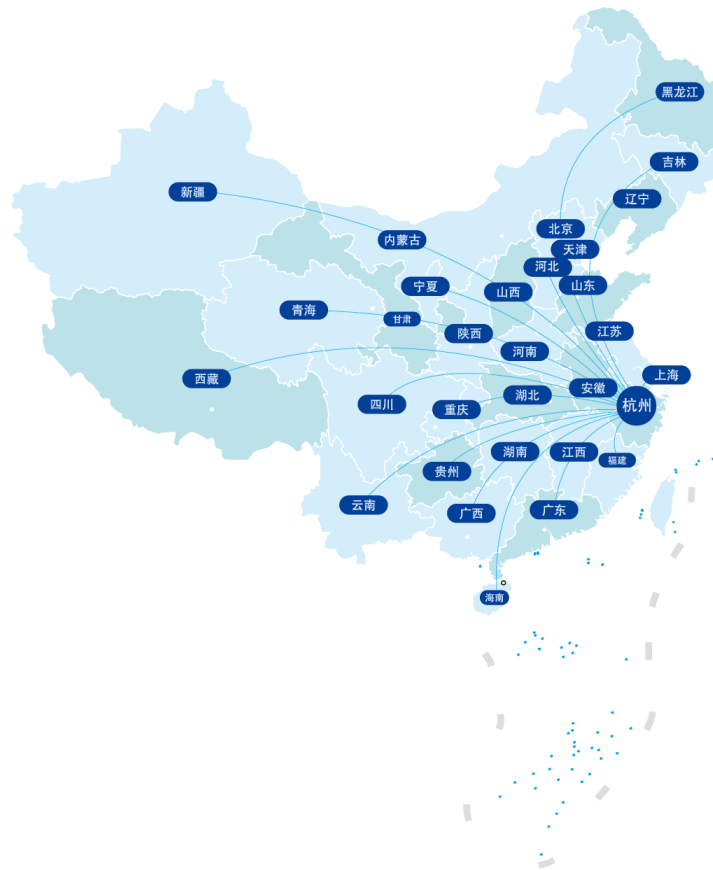 黑龙江
吉林
新疆
辽宁
北京
内蒙古
天津
河北
宁夏
山东
山西
青海
甘肃
陕西
江苏
河南
西藏
上海
安徽
湖北
四川
重庆
杭州
湖南
江西
福建
贵州
云南
广西
广东
海南